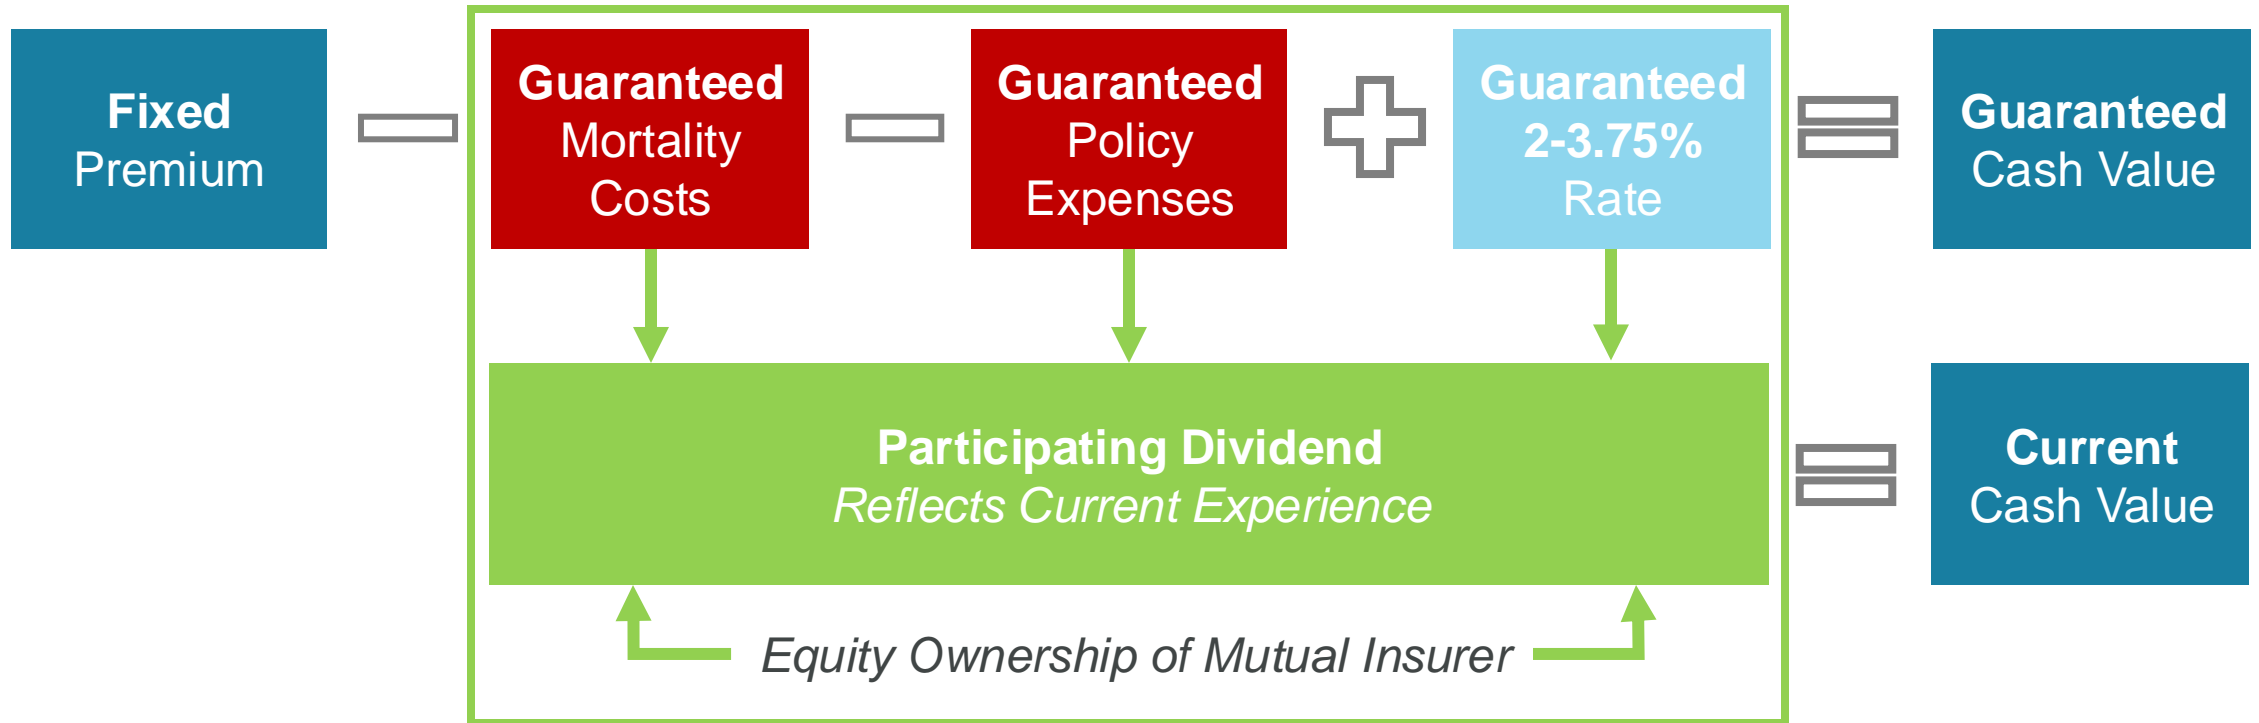 Fixed
Premium
Guaranteed
Mortality
Costs
Guaranteed
Policy
Expenses
Guaranteed
2-3.75%
Rate
Guaranteed
Cash Value
Participating Dividend
Reflects Current Experience
Current
Cash Value
Equity Ownership of Mutual Insurer